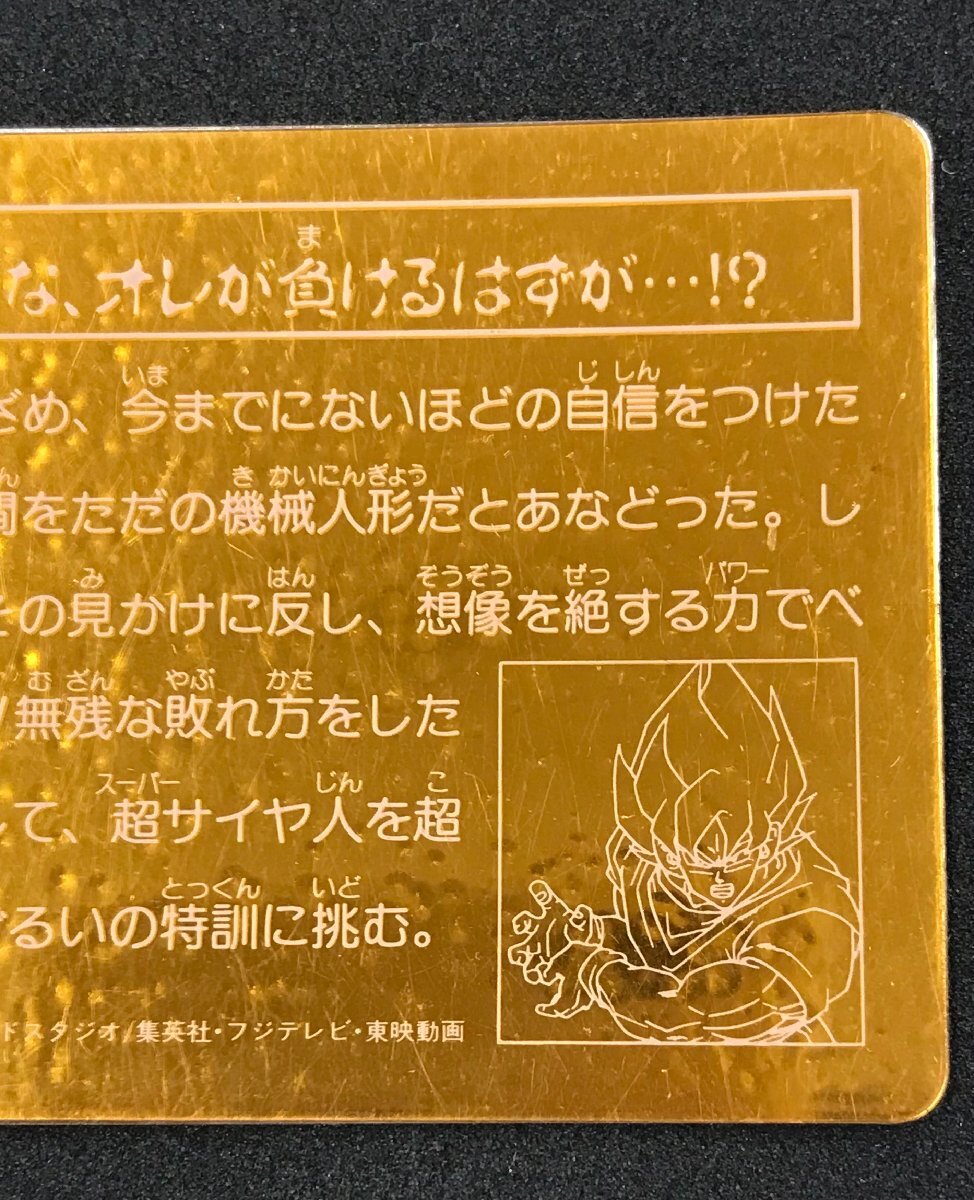 な、オレが負けるはずが…!?
ざめ、今までにないほどの自信をつけた
間をただの機械人形だとあなどった。し
の見かけに反し、想像を絶する力でベ
無残な敗れ方をした
して、超サイヤ人を超
ぐるいの特訓に挑む。
ドスタジオ/集英社・フジテレビ・東映動画